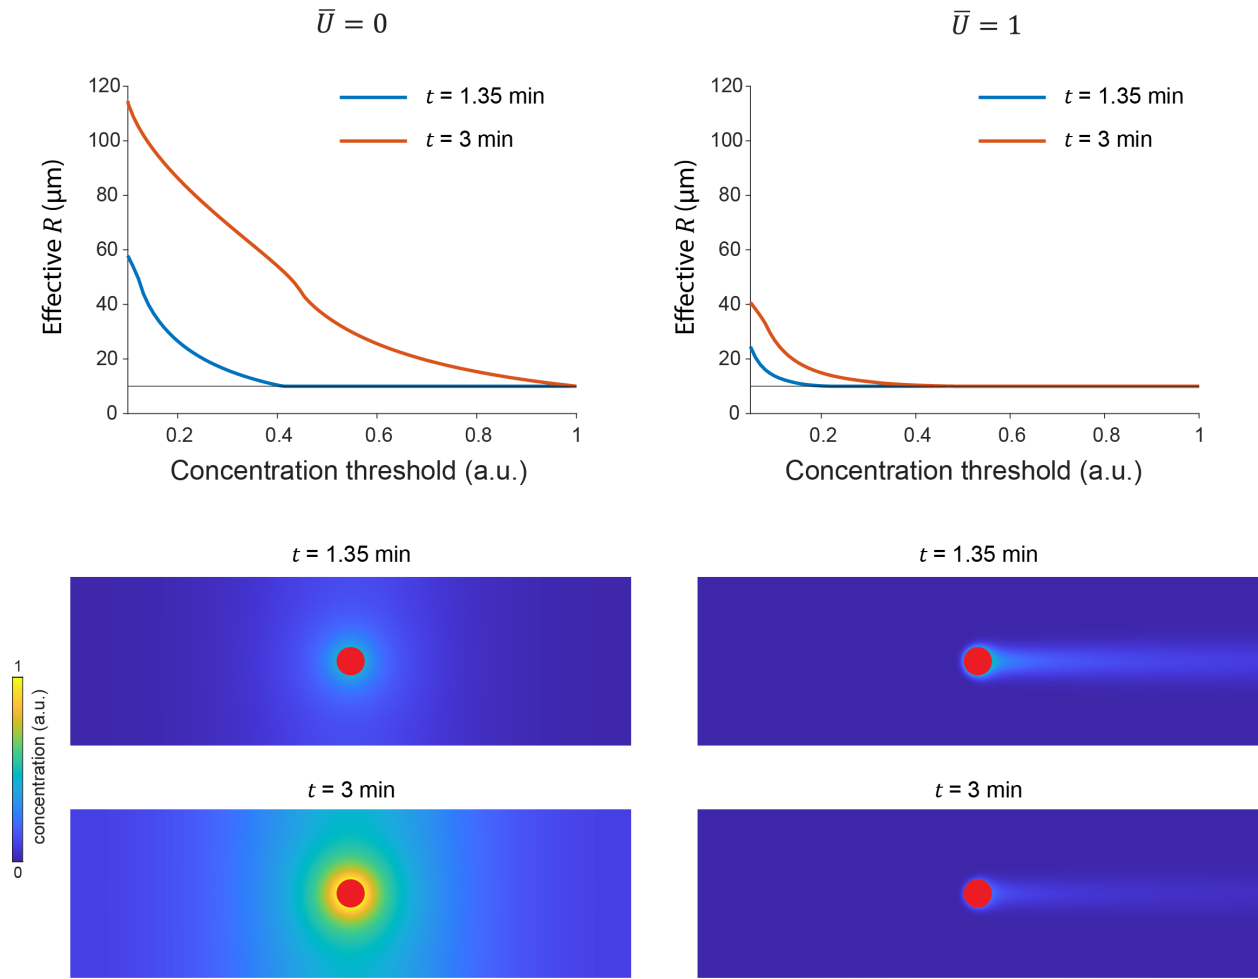 U̅ = 0
U̅ = 1
120
100
80
60
40
20
0
Effective R (μm)
t = 1.35 min
t = 3 min
0.2
0.4
0.6
0.8
1
Concentration threshold (a.u.)
120
100
80
60
40
20
0
Effective R (μm)
t = 1.35 min
t = 3 min
0.2
0.4
0.6
0.8
1
Concentration threshold (a.u.)
t = 1.35 min
t = 1.35 min
1
concentration (a.u.)
0
t = 3 min
t = 3 min